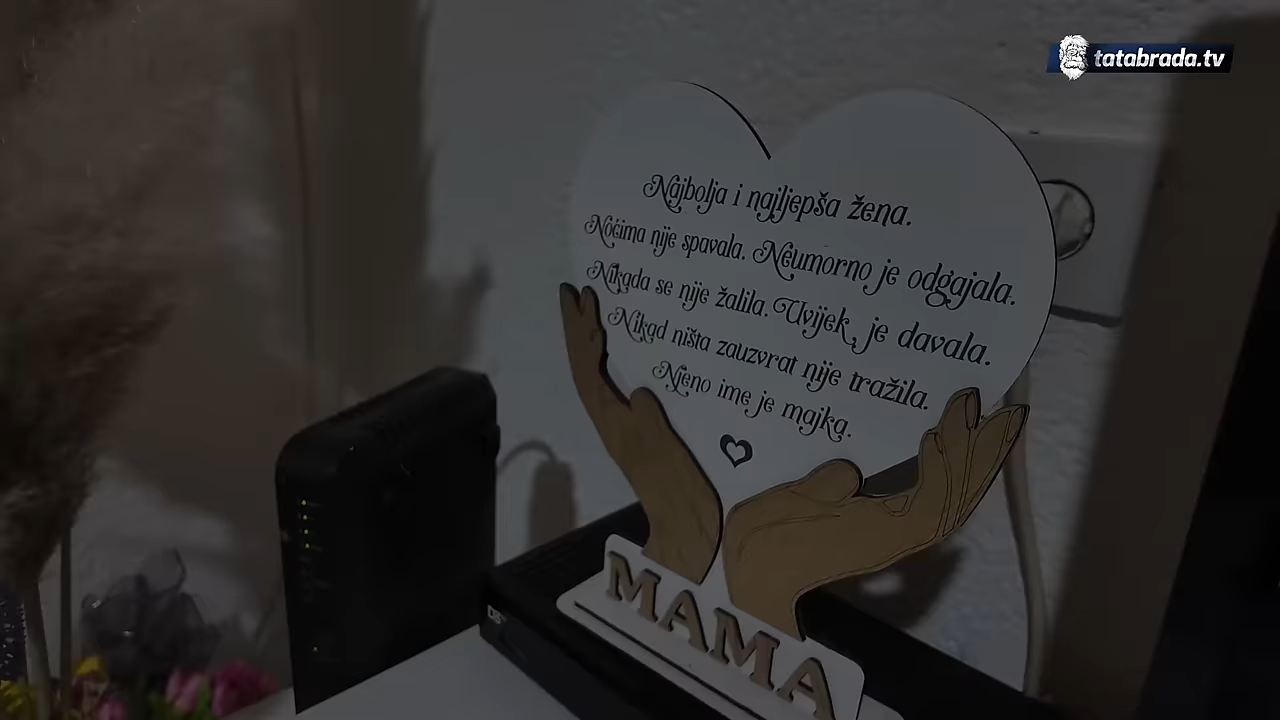 tatabrada.tv
Najbolja i najljepša žena.
Noćima nije spavala. Neumorno je odgajala.
Nikada se nije žalila. Uvijek je davala.
Nikad ništa zauzvrat nije tražila.
Njeno ime je majka.
MAMA